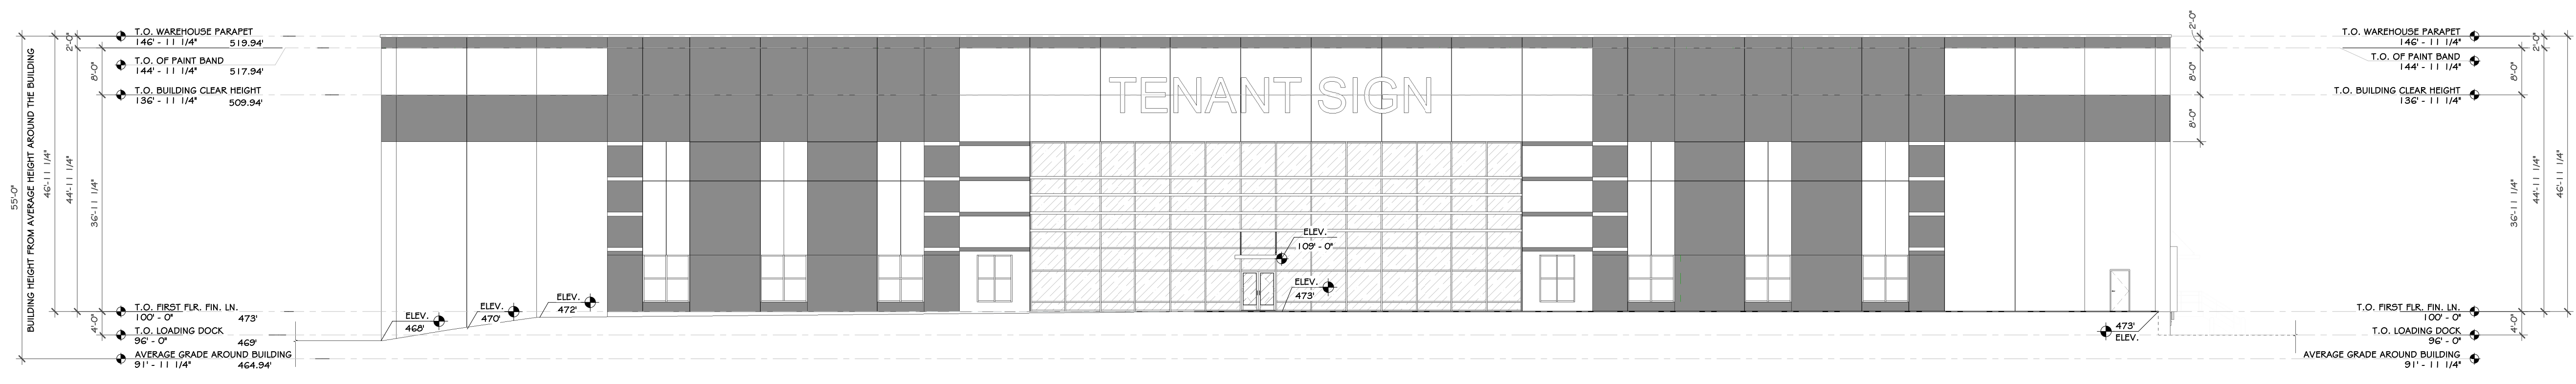 55'-0"
BUILDING HEIGHT FROM AVERAGE HEIGHT AROUND THE BUILDING
46'-11 1/4"
44'-11 1/4"
2'-0"
8'-0"
36'-11 1/4"
4'-0"
T.O. WAREHOUSE PARAPET
146' - 11 1/4" 519.94'
T.O. OF PAINT BAND
144' - 11 1/4" 517.94'
T.O. BUILDING CLEAR HEIGHT
136' - 11 1/4" 509.94'
T.O. FIRST FLR. FIN. LN.
100' - 0" 473'
T.O. LOADING DOCK
96' - 0" 469'
AVERAGE GRADE AROUND BUILDING
91' - 11 1/4" 464.94'
ELEV.
468'
ELEV.
470'
ELEV.
472'
TENANT SIGN
ELEV.
109' - 0"
ELEV.
473'
473'
ELEV.
2'-0"
8'-0"
8'-0"
T.O. WAREHOUSE PARAPET
146' - 11 1/4"
T.O. OF PAINT BAND
144' - 11 1/4"
T.O. BUILDING CLEAR HEIGHT
136' - 11 1/4"
T.O. FIRST FLR. FIN. LN.
100' - 0"
T.O. LOADING DOCK
96' - 0"
AVERAGE GRADE AROUND BUILDING
91' - 11 1/4"
8'-0"
36'-11 1/4"
4'-0"
2'-0"
44'-11 1/4"
46'-11 1/4"